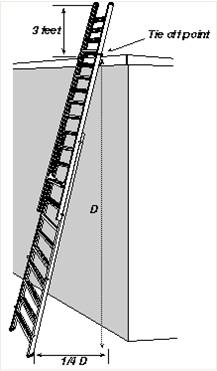 3 feet
Tie off point
D
1/4 D